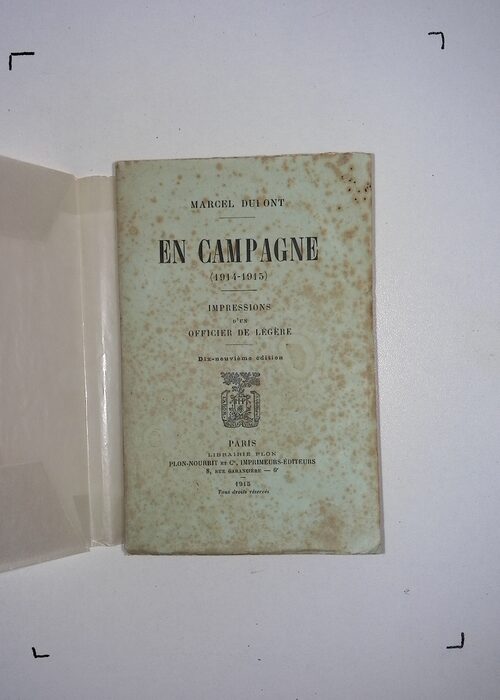 MARCEL DUPONT
EN CAMPAGNE
(1914-1915)
IMPRESSIONS
D'UN
OFFICIER DE LÉGÈRE
Dix-neuvième édition
PARIS
LIBRAIRIE PLON
PLON-NOURRIT ET Cie, IMPRIMEURS-ÉDITEURS
8, RUE GARANCIÈRE — 6e
1915
Tous droits réservés